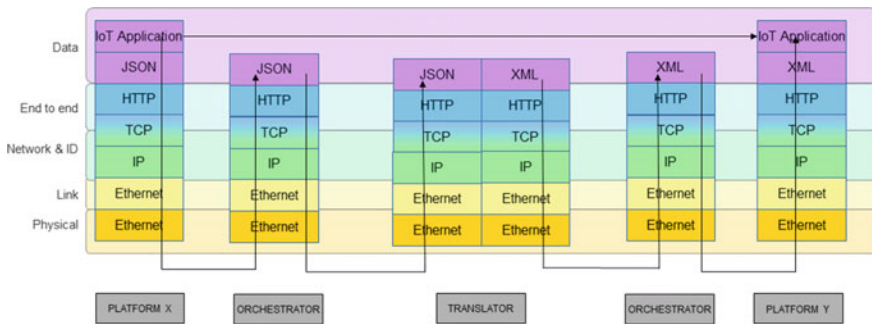 IoT Application IoT Application
Data
JSON JSON JSON XML XML XML
End to end HTTP HTTP HTTP HTTP HTTP HTTP
TCP TCP TCP TCP TCP TCP
Network & ID
IP IP IP IP IP IP
Link Ethernet Ethernet Ethernet Ethernet Ethernet Ethernet
Physical Ethernet Ethernet Ethernet Ethernet Ethernet Ethernet
PLATFORM X ORCHESTRATOR TRANSLATOR ORCHESTRATOR PLATFORM Y